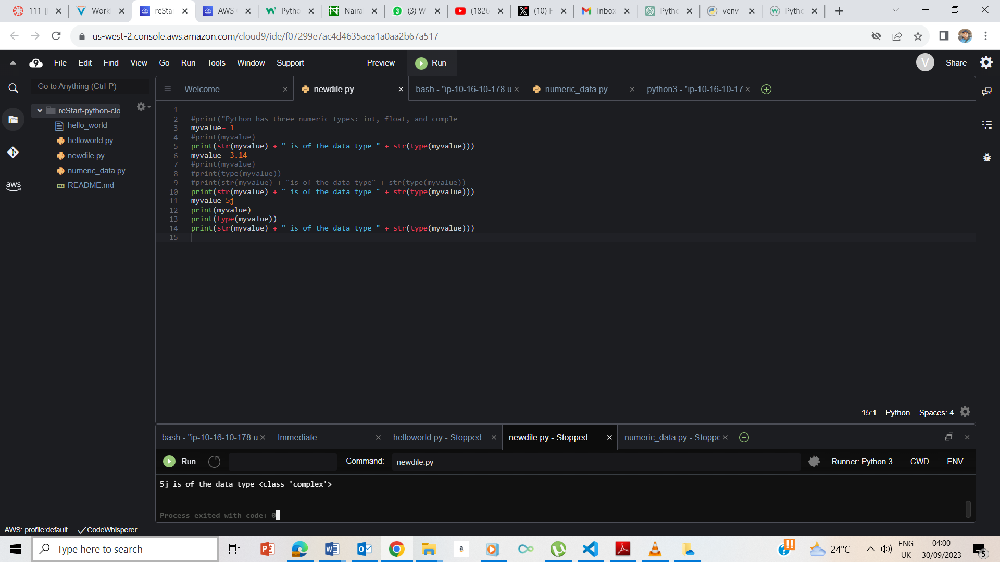 111-[
Work
reStar
AWS
Pytho
Naira
(3) W
(1826
(10) H
Inbox
Pytho
venv
Pytho
us-west-2.console.aws.amazon.com/cloud9/ide/f07299e7ac4d4635aea1a0aa2b67a517
File Edit Find View Go Run Tools Window Support Preview Run V Share
Go to Anything (Ctrl-P)
Welcome
newdile.py
bash - "ip-10-16-10-178.u
numeric_data.py
python3 - "ip-10-16-10-17
reStart-python-clo
hello_world
helloworld.py
newdile.py
numeric_data.py
README.md
aws
1
2 #print("Python has three numeric types: int, float, and comple
3 myvalue= 1
4 #print(myvalue)
5 print(str(myvalue) + " is of the data type " + str(type(myvalue)))
6 myvalue= 3.14
7 #print(myvalue)
8 #print(type(myvalue))
9 #print(str(myvalue) + "is of the data type" + str(type(myvalue))
10 print(str(myvalue) + " is of the data type " + str(type(myvalue)))
11 myvalue=5j
12 print(myvalue)
13 print(type(myvalue))
14 print(str(myvalue) + " is of the data type " + str(type(myvalue)))
15
15:1 Python Spaces: 4
bash - "ip-10-16-10-178.u
Immediate
helloworld.py - Stopped
newdile.py - Stopped
numeric_data.py - Stoppe
Run
Command: newdile.py
Runner: Python 3 CWD ENV
5j is of the data type <class 'complex'>
Process exited with code: 0
AWS: profile:default CodeWhisperer
Type here to search
24°C
ENG
UK
04:00
30/09/2023
5